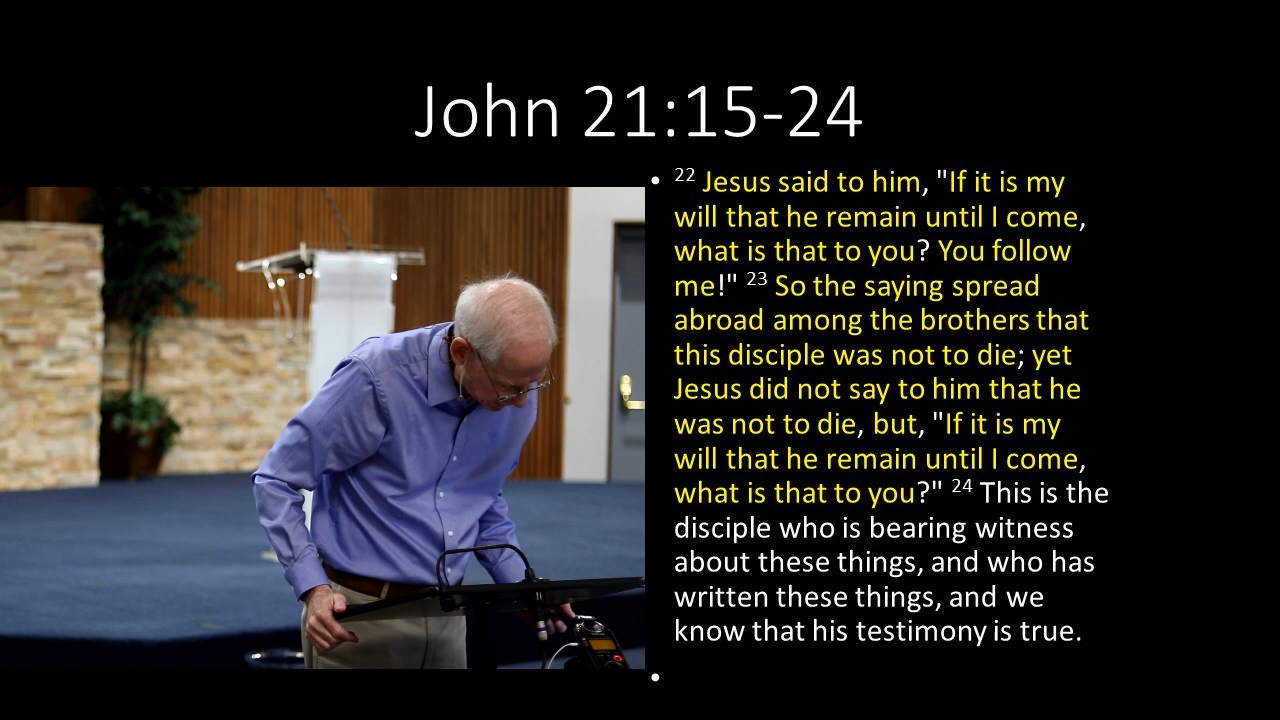 John 21:15-24
• 22 Jesus said to him, "If it is my
will that he remain until I come,
what is that to you? You follow
me!" 23 So the saying spread
abroad among the brothers that
this disciple was not to die; yet
Jesus did not say to him that he
was not to die, but, "If it is my
will that he remain until I come,
what is that to you?" 24 This is the
disciple who is bearing witness
about these things, and who has
written these things, and we
know that his testimony is true.
•